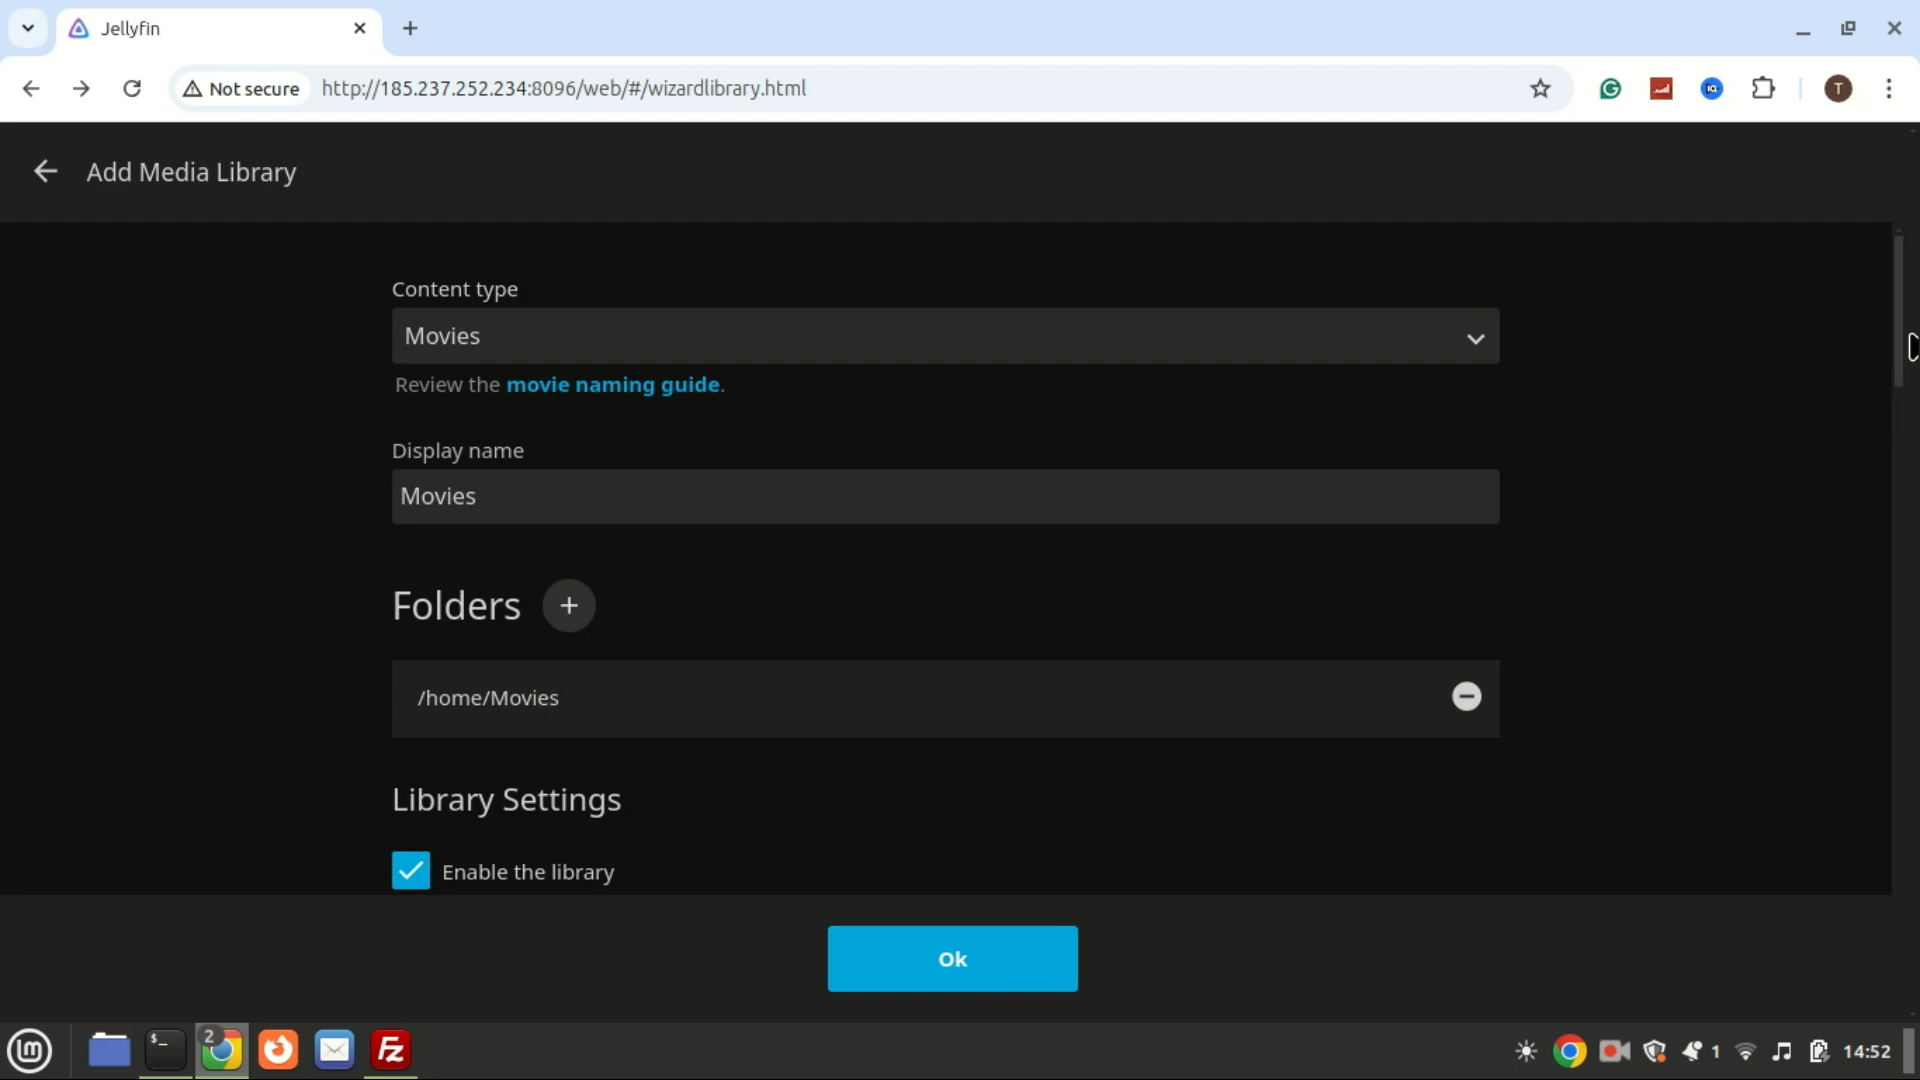 Jellyfin
Not secure
http://185.237.252.234:8096/web/#/wizardlibrary.html
T
Add Media Library
Content type
Movies
Review the movie naming guide.
Display name
Movies
Folders
/home/Movies
Library Settings
Enable the library
Ok
2
1
14:52